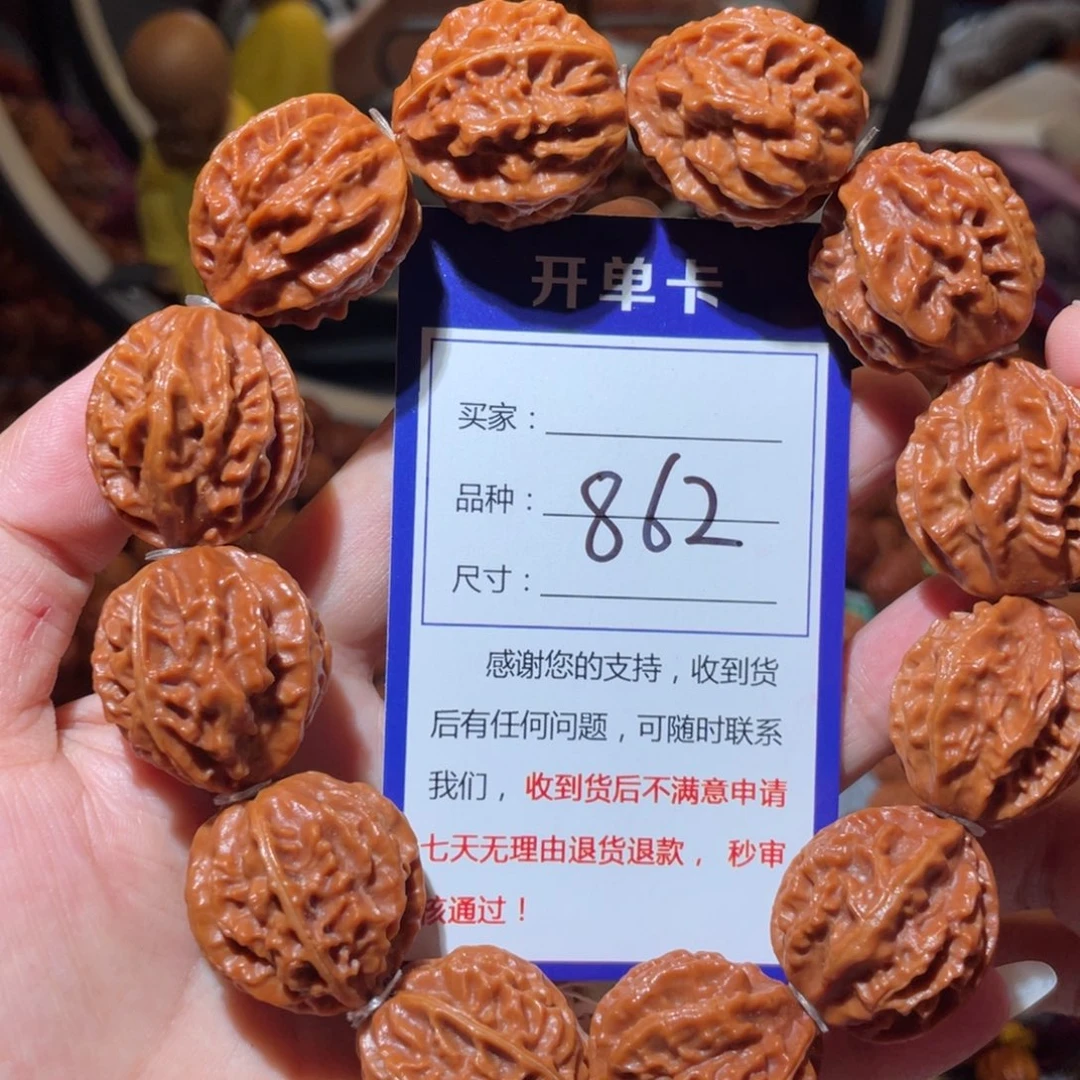 开单卡
买家：
品种：862
尺寸：
感谢您的支持，收到货
后有任何问题，可随时联系
我们，收到货后不满意申请
七天无理由退货退款，秒审
核通过！